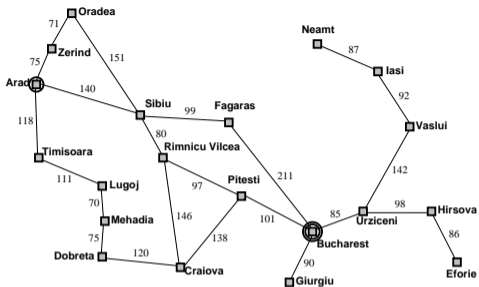 Oradea
71
Neamt
Zerind
87
75
151
Iasi
Arad
140
92
Sibiu
Fagaras
99
118
80
Vaslui
Timisoara
Rimnicu Vilcea
142
111
211
Lugoj
97
Pitesti
70
98
Hirsova
Mehadia
146
101
85
Urziceni
75
138
86
120
Bucharest
Dobreta
90
Craiova
Eforie
Giurgiu